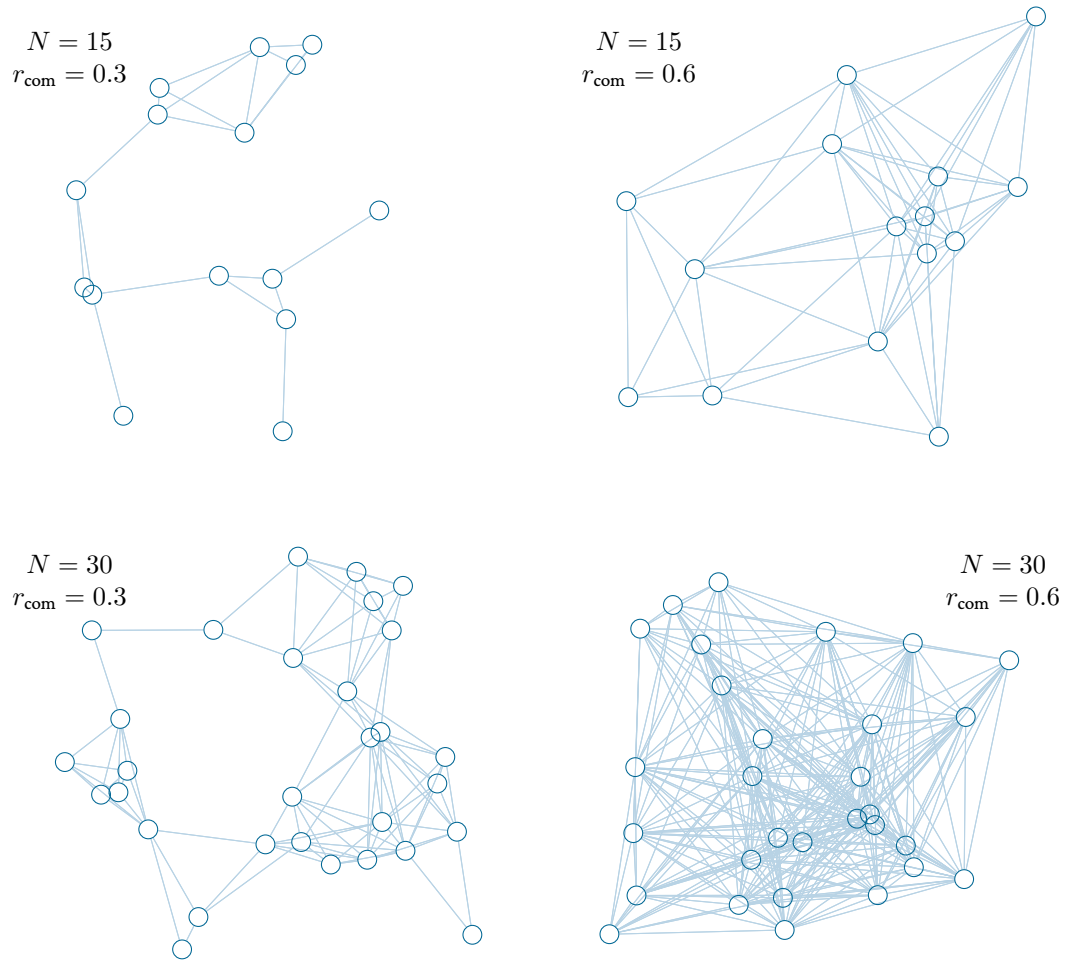 N = 15
r_com = 0.3
N = 15
r_com = 0.6
N = 30
r_com = 0.3
N = 30
r_com = 0.6